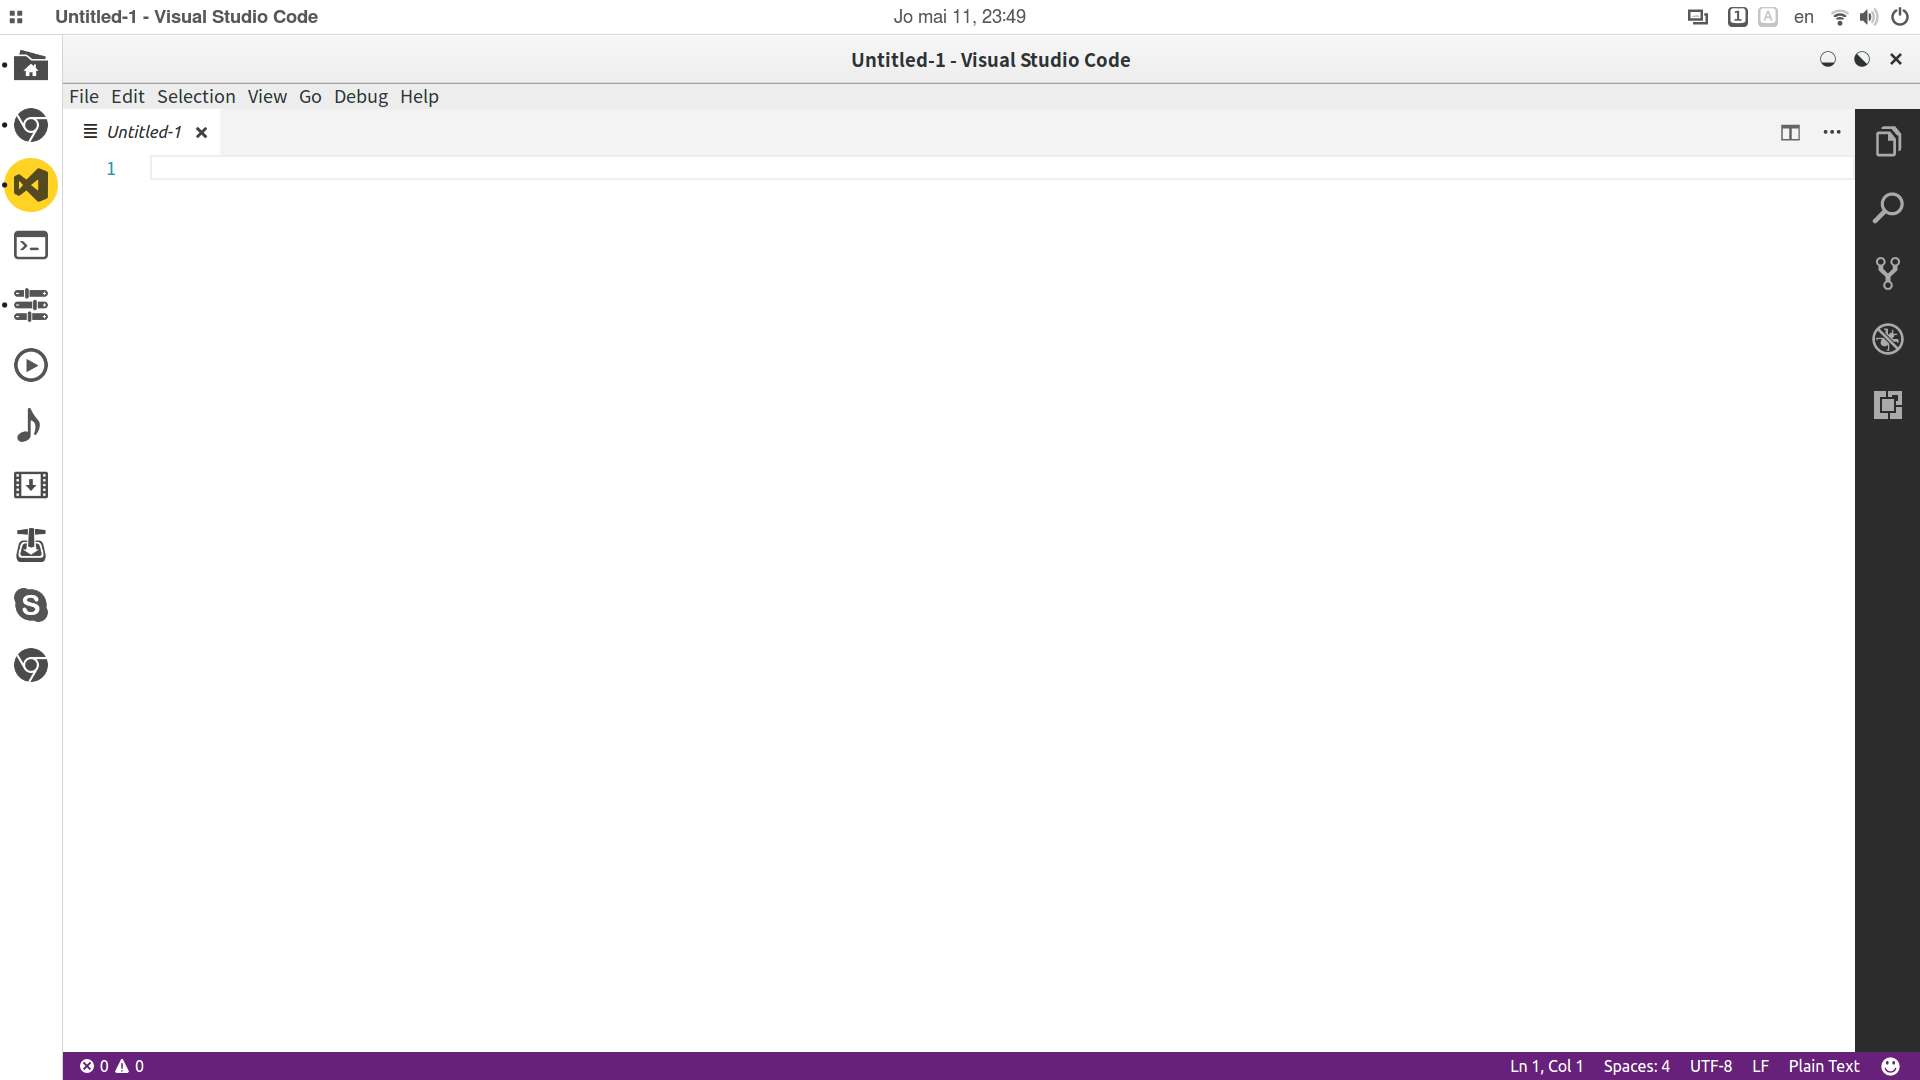 Untitled-1 - Visual Studio Code
Jo mai 11, 23:49
1
A
en
Untitled-1 - Visual Studio Code
File Edit Selection View Go Debug Help
Untitled-1
1
0 0
Ln 1, Col 1 Spaces: 4 UTF-8 LF Plain Text